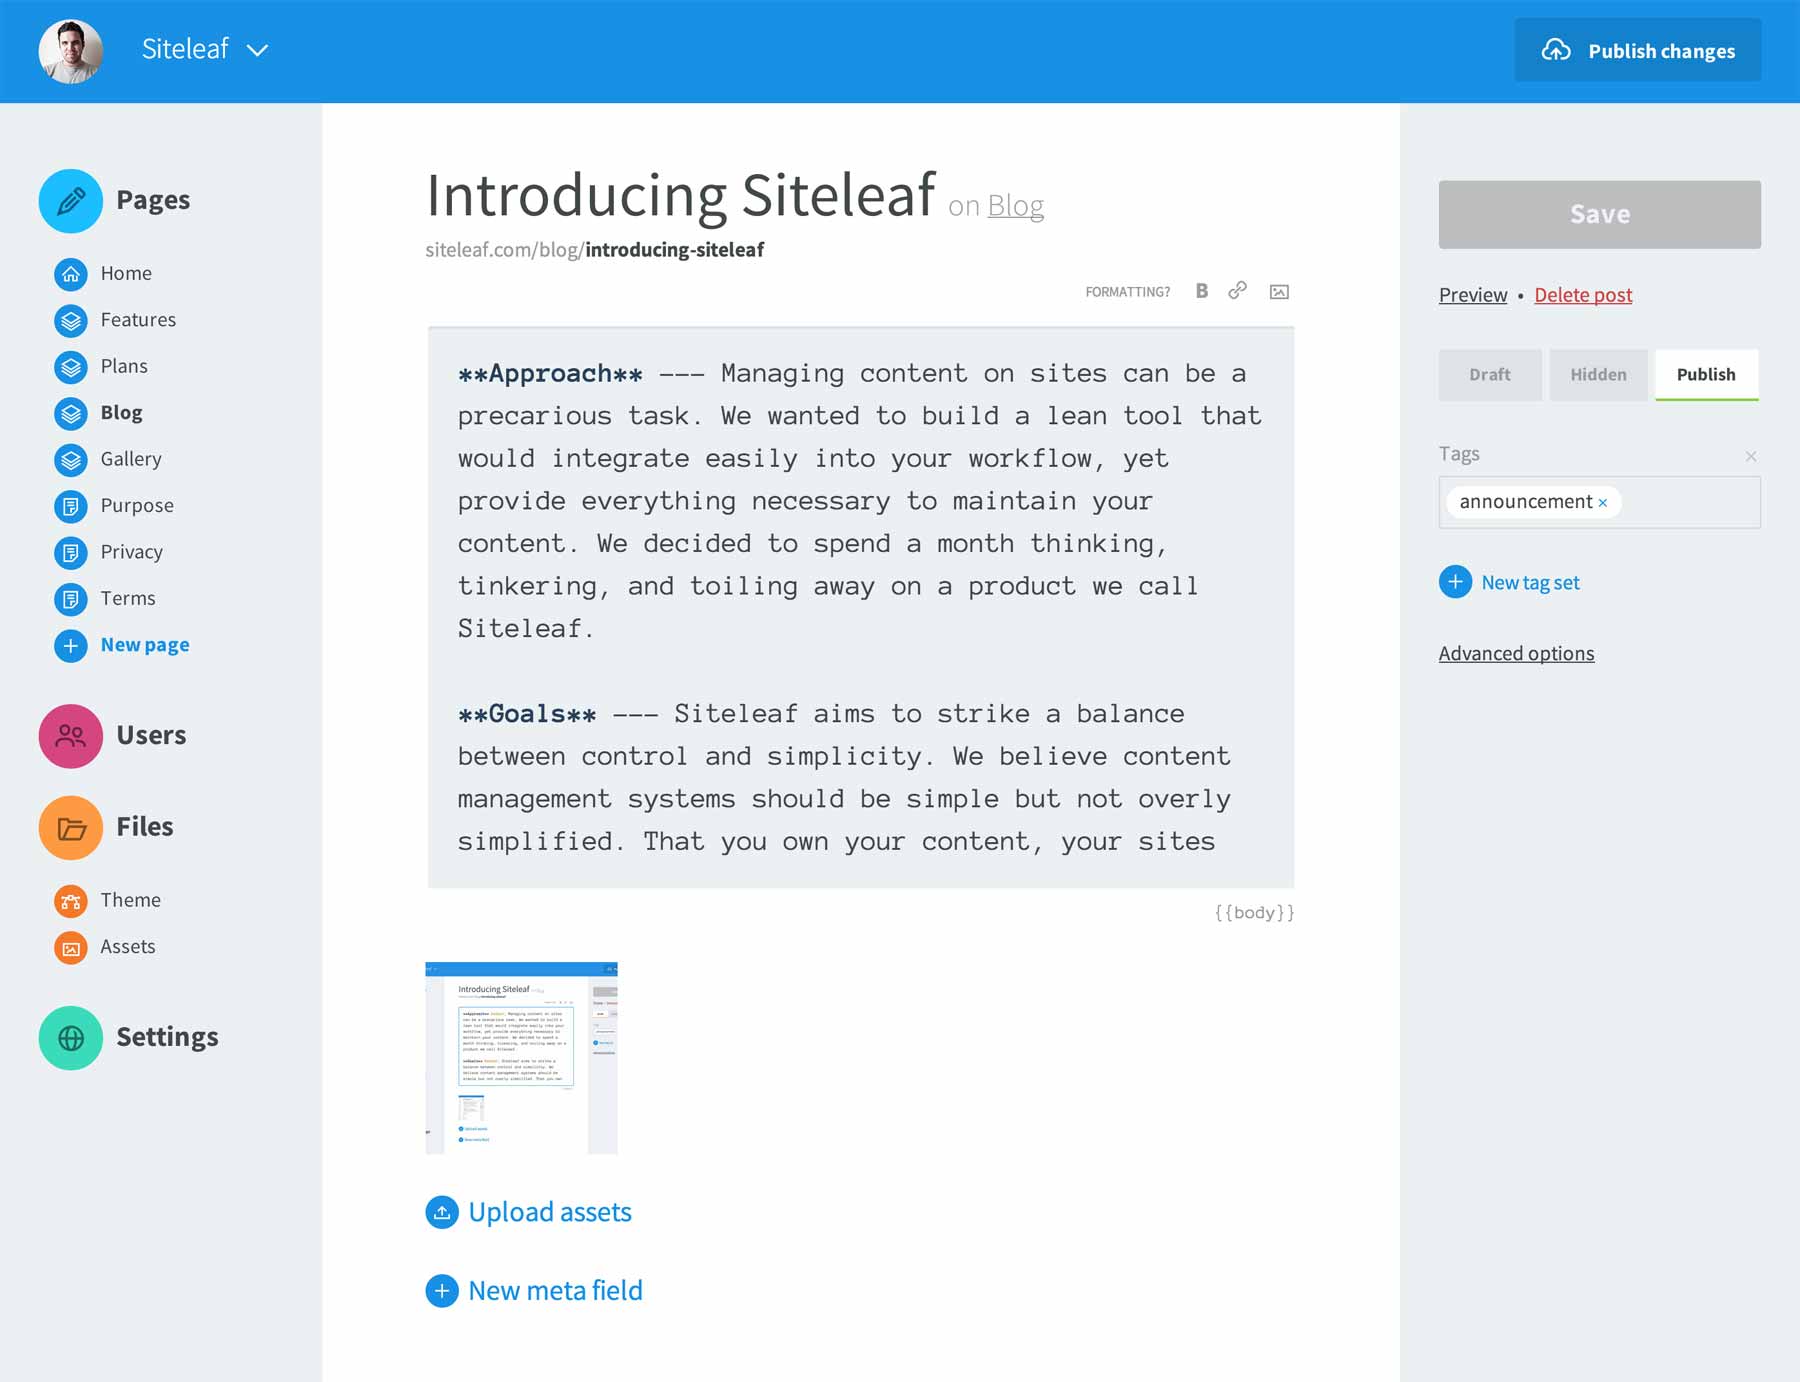 Siteleaf
Publish changes
Pages
Home
Features
Plans
Blog
Gallery
Purpose
Privacy
Terms
New page
Users
Files
Theme
Assets
Settings
Introducing Siteleaf on Blog
siteleaf.com/blog/introducing-siteleaf
FORMATTING? B
**Approach** --- Managing content on sites can be a
precarious task. We wanted to build a lean tool that
would integrate easily into your workflow, yet
provide everything necessary to maintain your
content. We decided to spend a month thinking,
tinkering, and toiling away on a product we call
Siteleaf.
**Goals** --- Siteleaf aims to strike a balance
between control and simplicity. We believe content
management systems should be simple but not overly
simplified. That you own your content, your sites
{{body}}
Introducing Siteleaf
Upload assets
New meta field
Save
Preview • Delete post
Draft
Hidden
Publish
Tags ×
announcement ×
New tag set
Advanced options